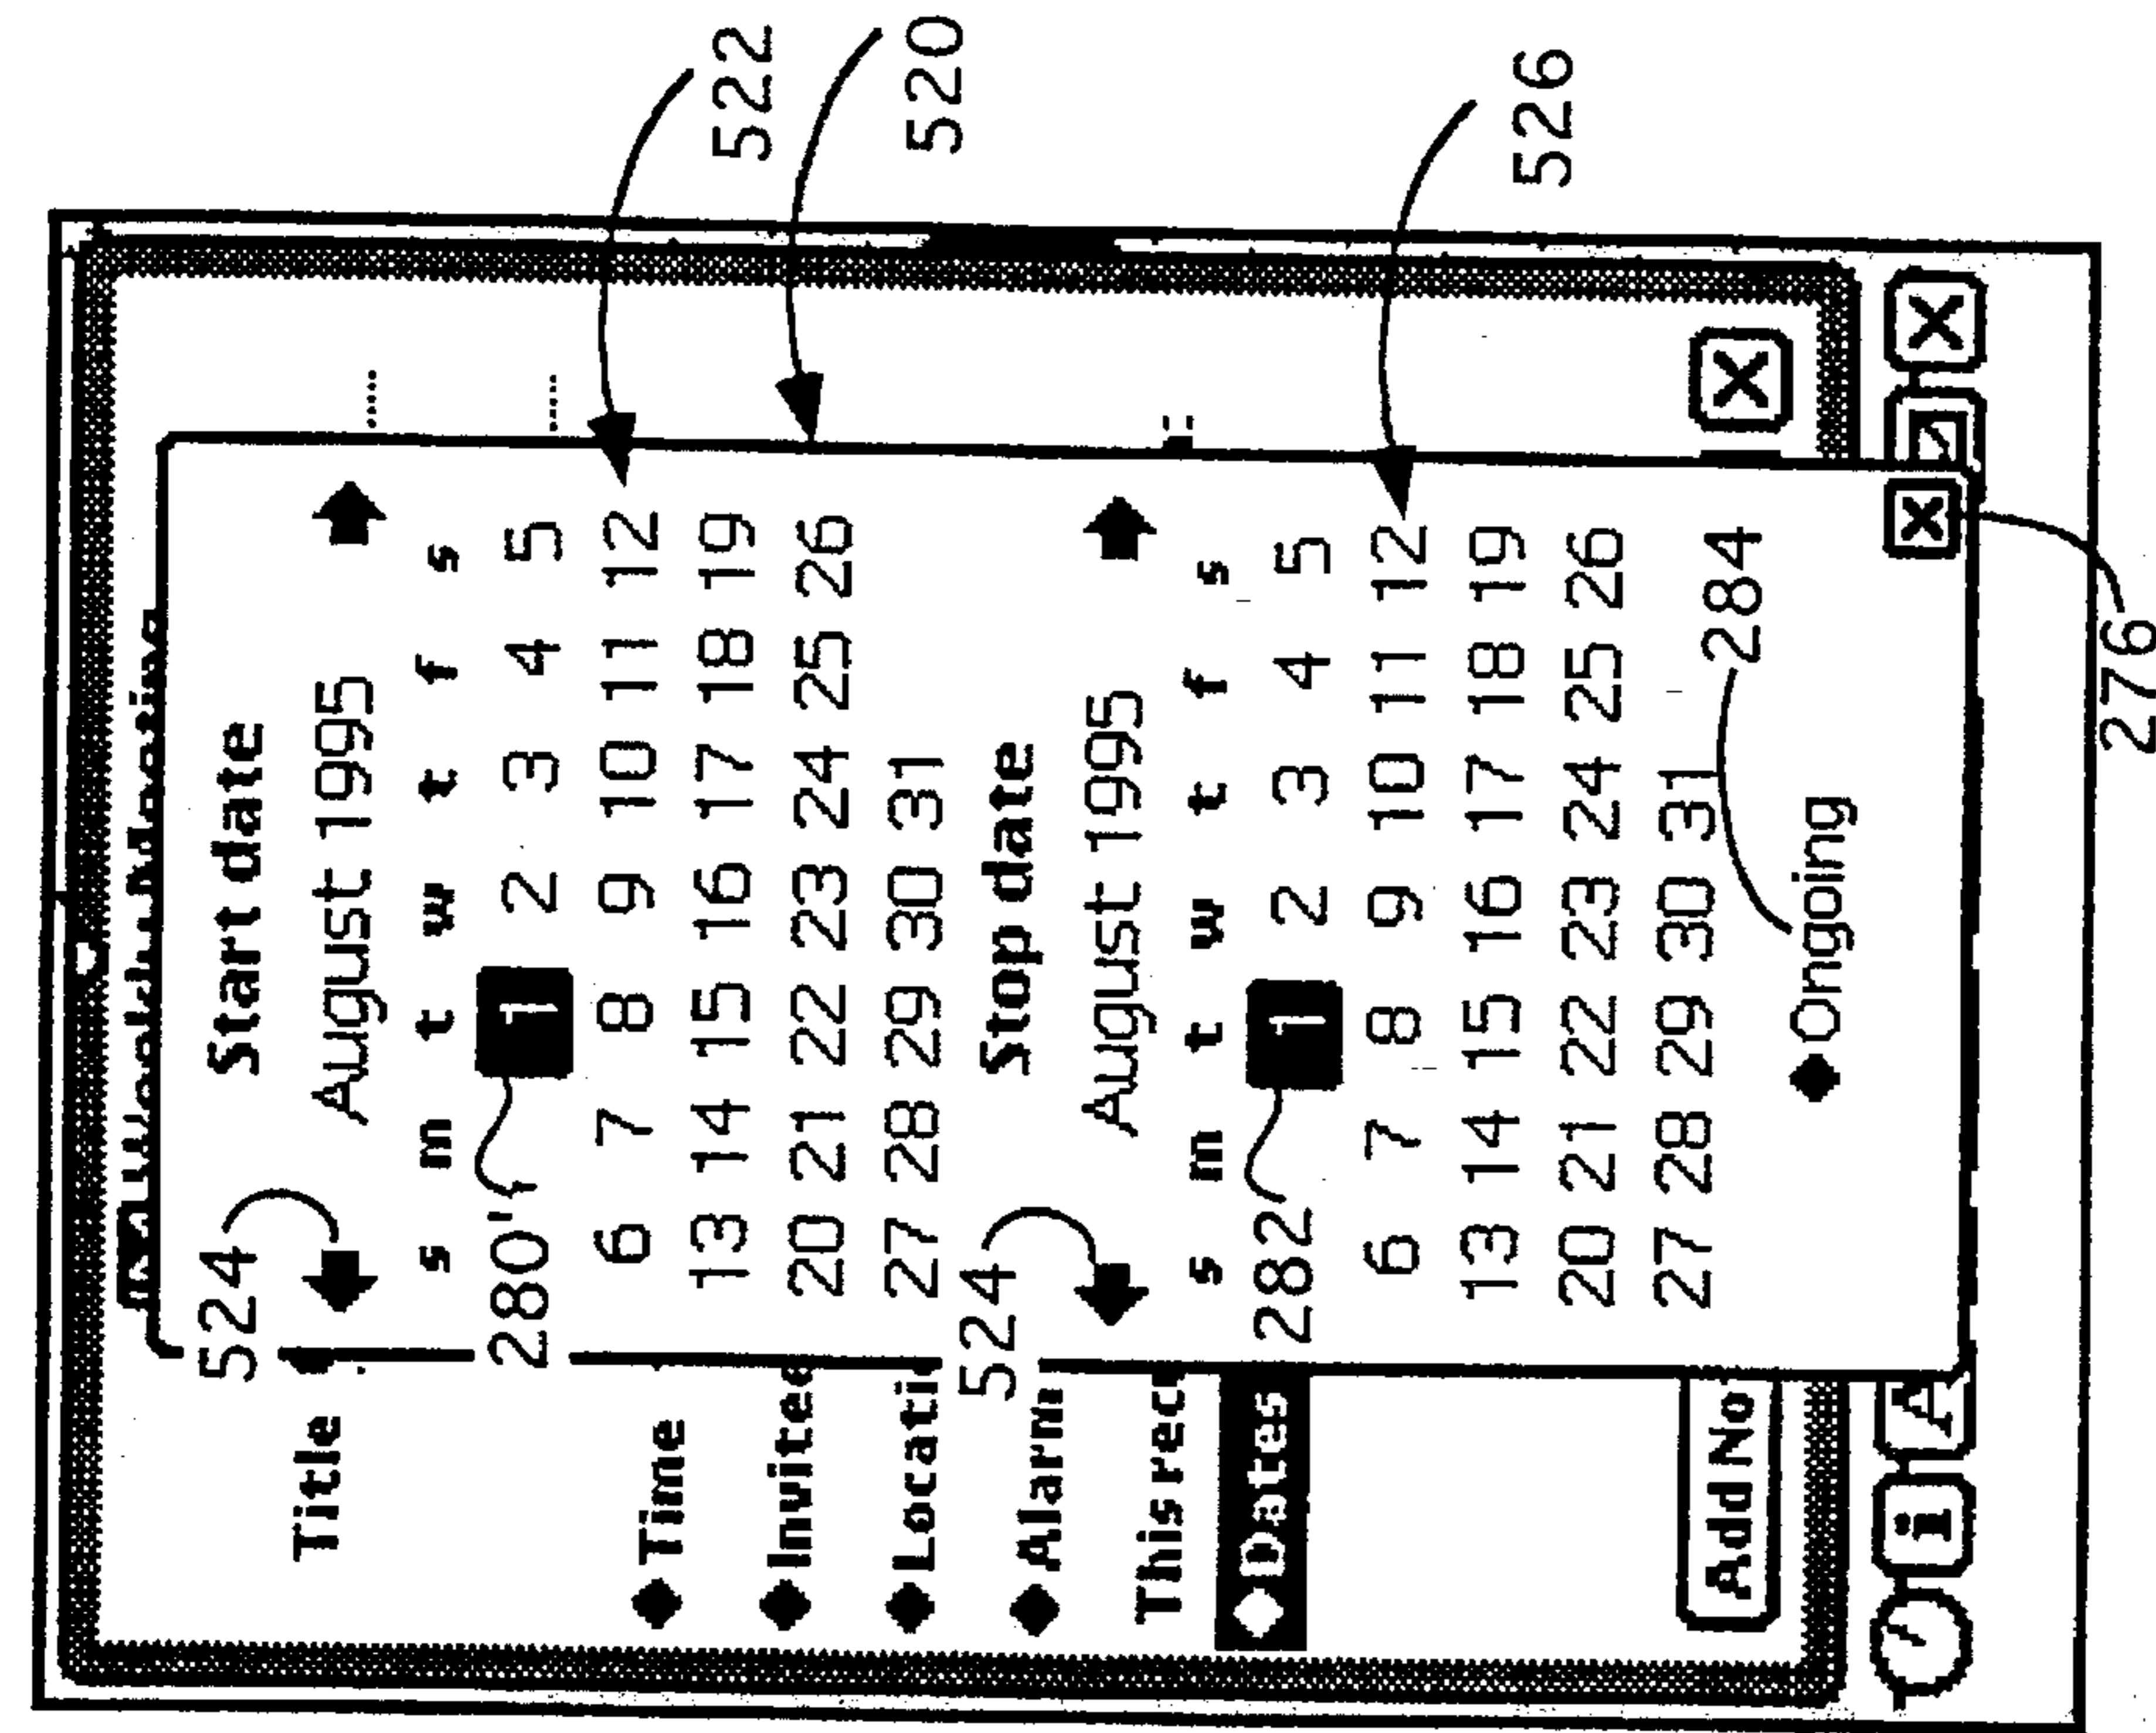 Weekly Meeting
524
Start date
Title
August 1995
s m t w t f s
280'
1 2 3 4 5
522
6 7 8 9 10 11 12
Time
13 14 15 16 17 18 19
Invitee
20 21 22 23 24 25 26
520
Locati
27 28 29 30 31
524
Stop date
Alarm
August 1995
This rec
s m t w t f s
Dates
282
1 2 3 4 5
6 7 8 9 10 11 12
526
13 14 15 16 17 18 19
20 21 22 23 24 25 26
27 28 29 30 31
284
Add No
Ongoing
X
X
i A
X
276